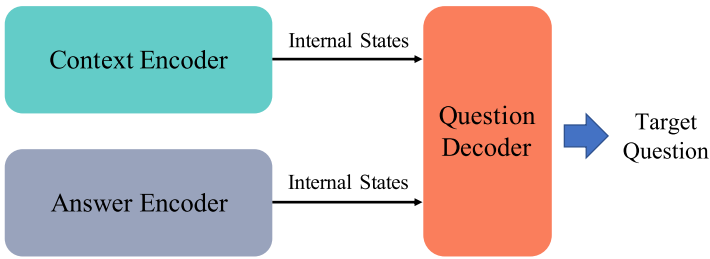 Context Encoder
Internal States
Question
Decoder
Target
Question
Answer Encoder
Internal States